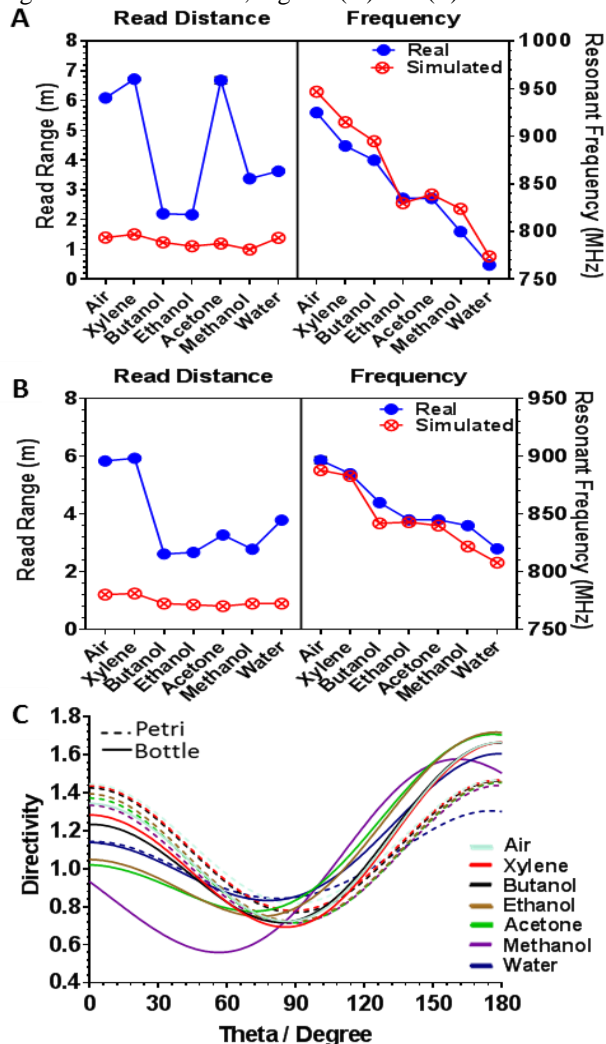 A
Read Distance
Frequency
Read Range (m)
8
7
6
5
4
3
2
1
0
Real
Simulated
1000
950
900
850
800
750
Resonant Frequency (MHz)
Air
Xylene
Butanol
Ethanol
Acetone
Methanol
Water
Air
Xylene
Butanol
Ethanol
Acetone
Methanol
Water
B
Read Distance
Frequency
Read Range (m)
8
6
4
2
0
Real
Simulated
950
900
850
800
750
Resonant Frequency (MHz)
Air
Xylene
Butanol
Ethanol
Acetone
Methanol
Water
Air
Xylene
Butanol
Ethanol
Acetone
Methanol
Water
C
Directivity
1.8
1.6
1.4
1.2
1.0
0.8
0.6
0.4
Petri
Bottle
Air
Xylene
Butanol
Ethanol
Acetone
Methanol
Water
0
30
60
90
120
150
180
Theta / Degree